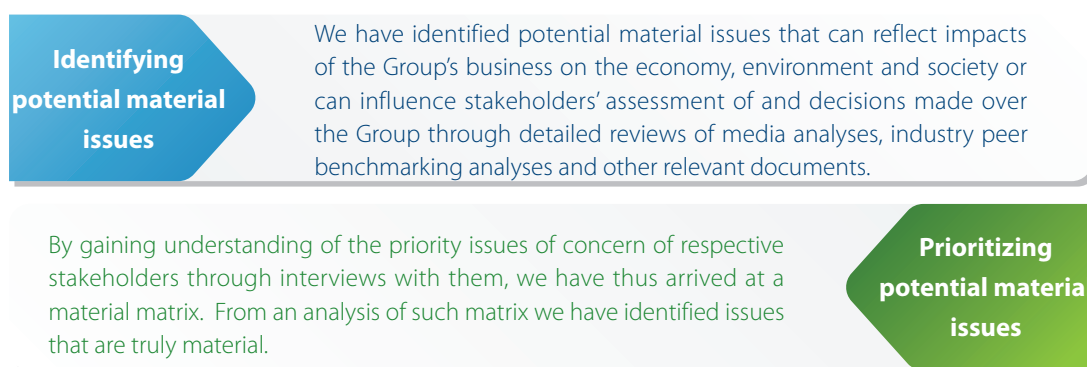 Identifying
potential material
issues
We have identified potential material issues that can reflect impacts
of the Group’s business on the economy, environment and society or
can influence stakeholders’ assessment of and decisions made over
the Group through detailed reviews of media analyses, industry peer
benchmarking analyses and other relevant documents.
By gaining understanding of the priority issues of concern of respective
stakeholders through interviews with them, we have thus arrived at a
material matrix. From an analysis of such matrix we have identified issues
that are truly material.
Prioritizing
potential materia
issues